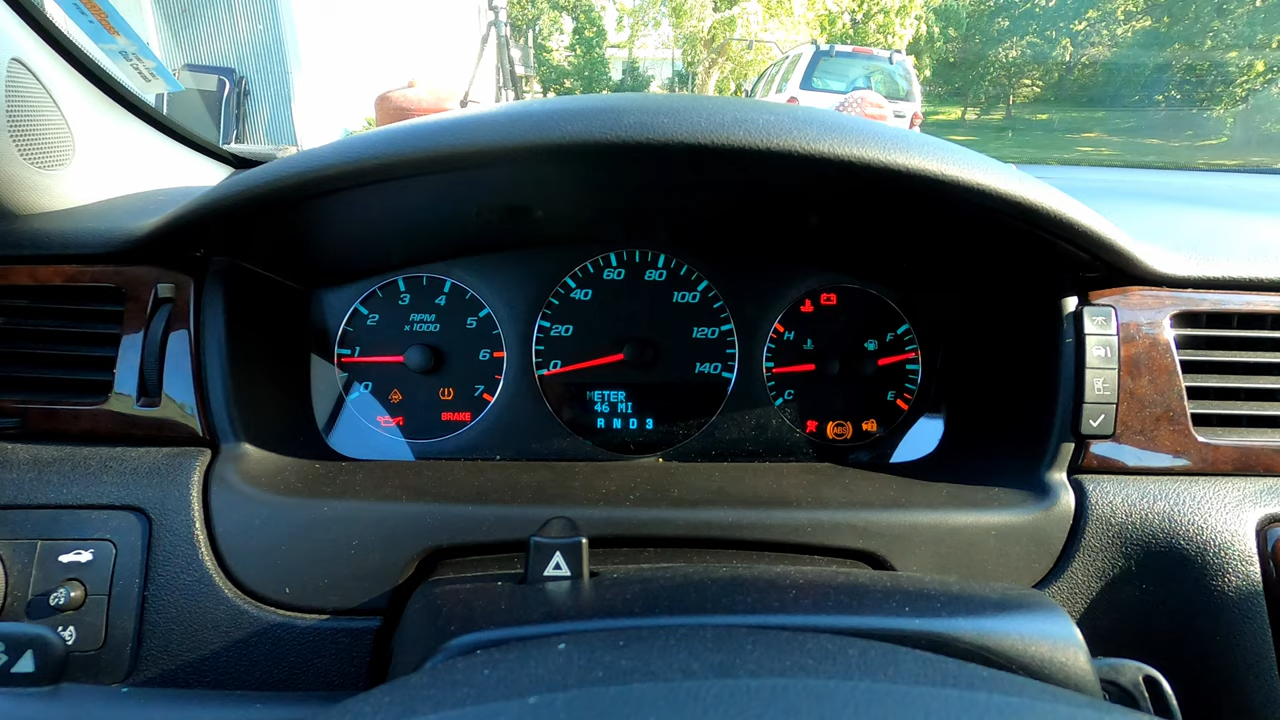 3 4
2 5
RPM
x1000
1 6
0 7
BRAKE
60 80
40 100
20 120
0 140
METER
46 MI
R N D 3
H F
C E
ABS